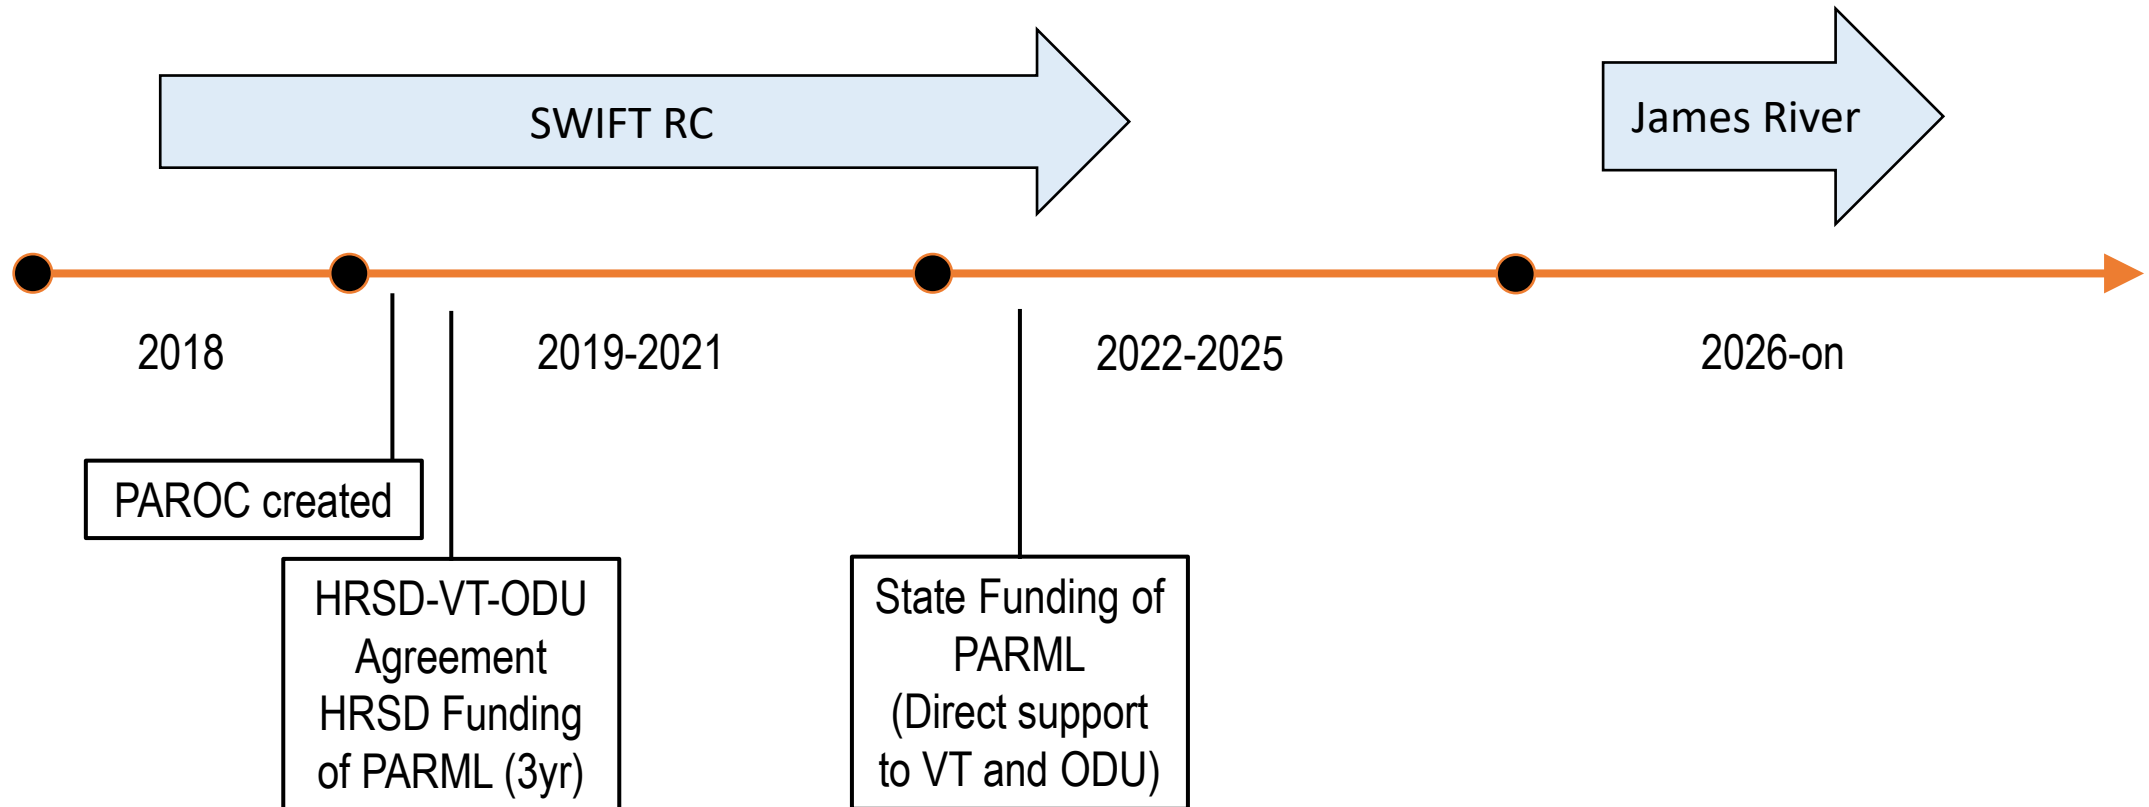 SWIFT RC
James River
2018
2019-2021
2022-2025
2026-on
PAROC created
HRSD-VT-ODU
Agreement
HRSD Funding
of PARML (3yr)
State Funding of
PARML
(Direct support
to VT and ODU)